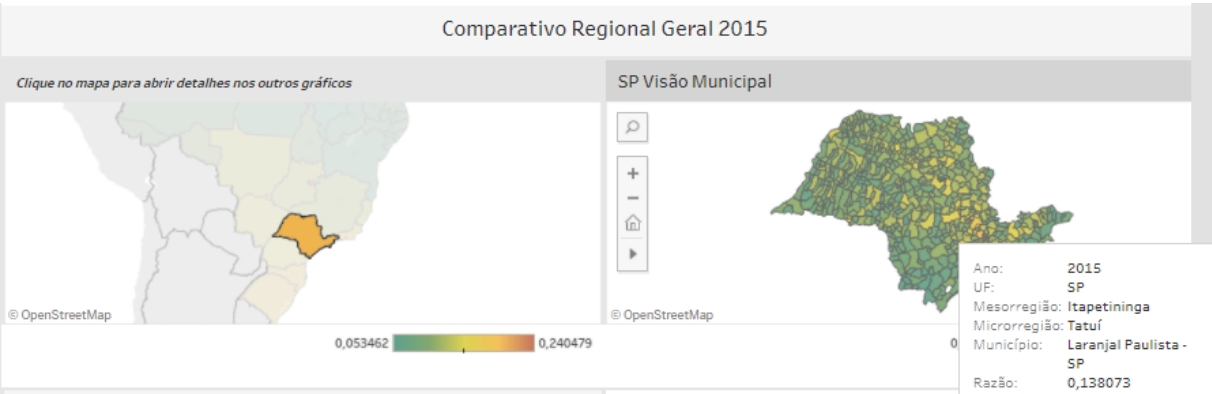 Comparativo Regional Geral 2015
Clique no mapa para abrir detalhes nos outros gráficos
SP Visão Municipal
© OpenStreetMap
© OpenStreetMap
0,053462
0,240479
0,
Ano: 2015
UF: SP
Mesorregião: Itapetininga
Microrregião: Tatuí
Município: Laranjal Paulista -
SP
Razão: 0,138073